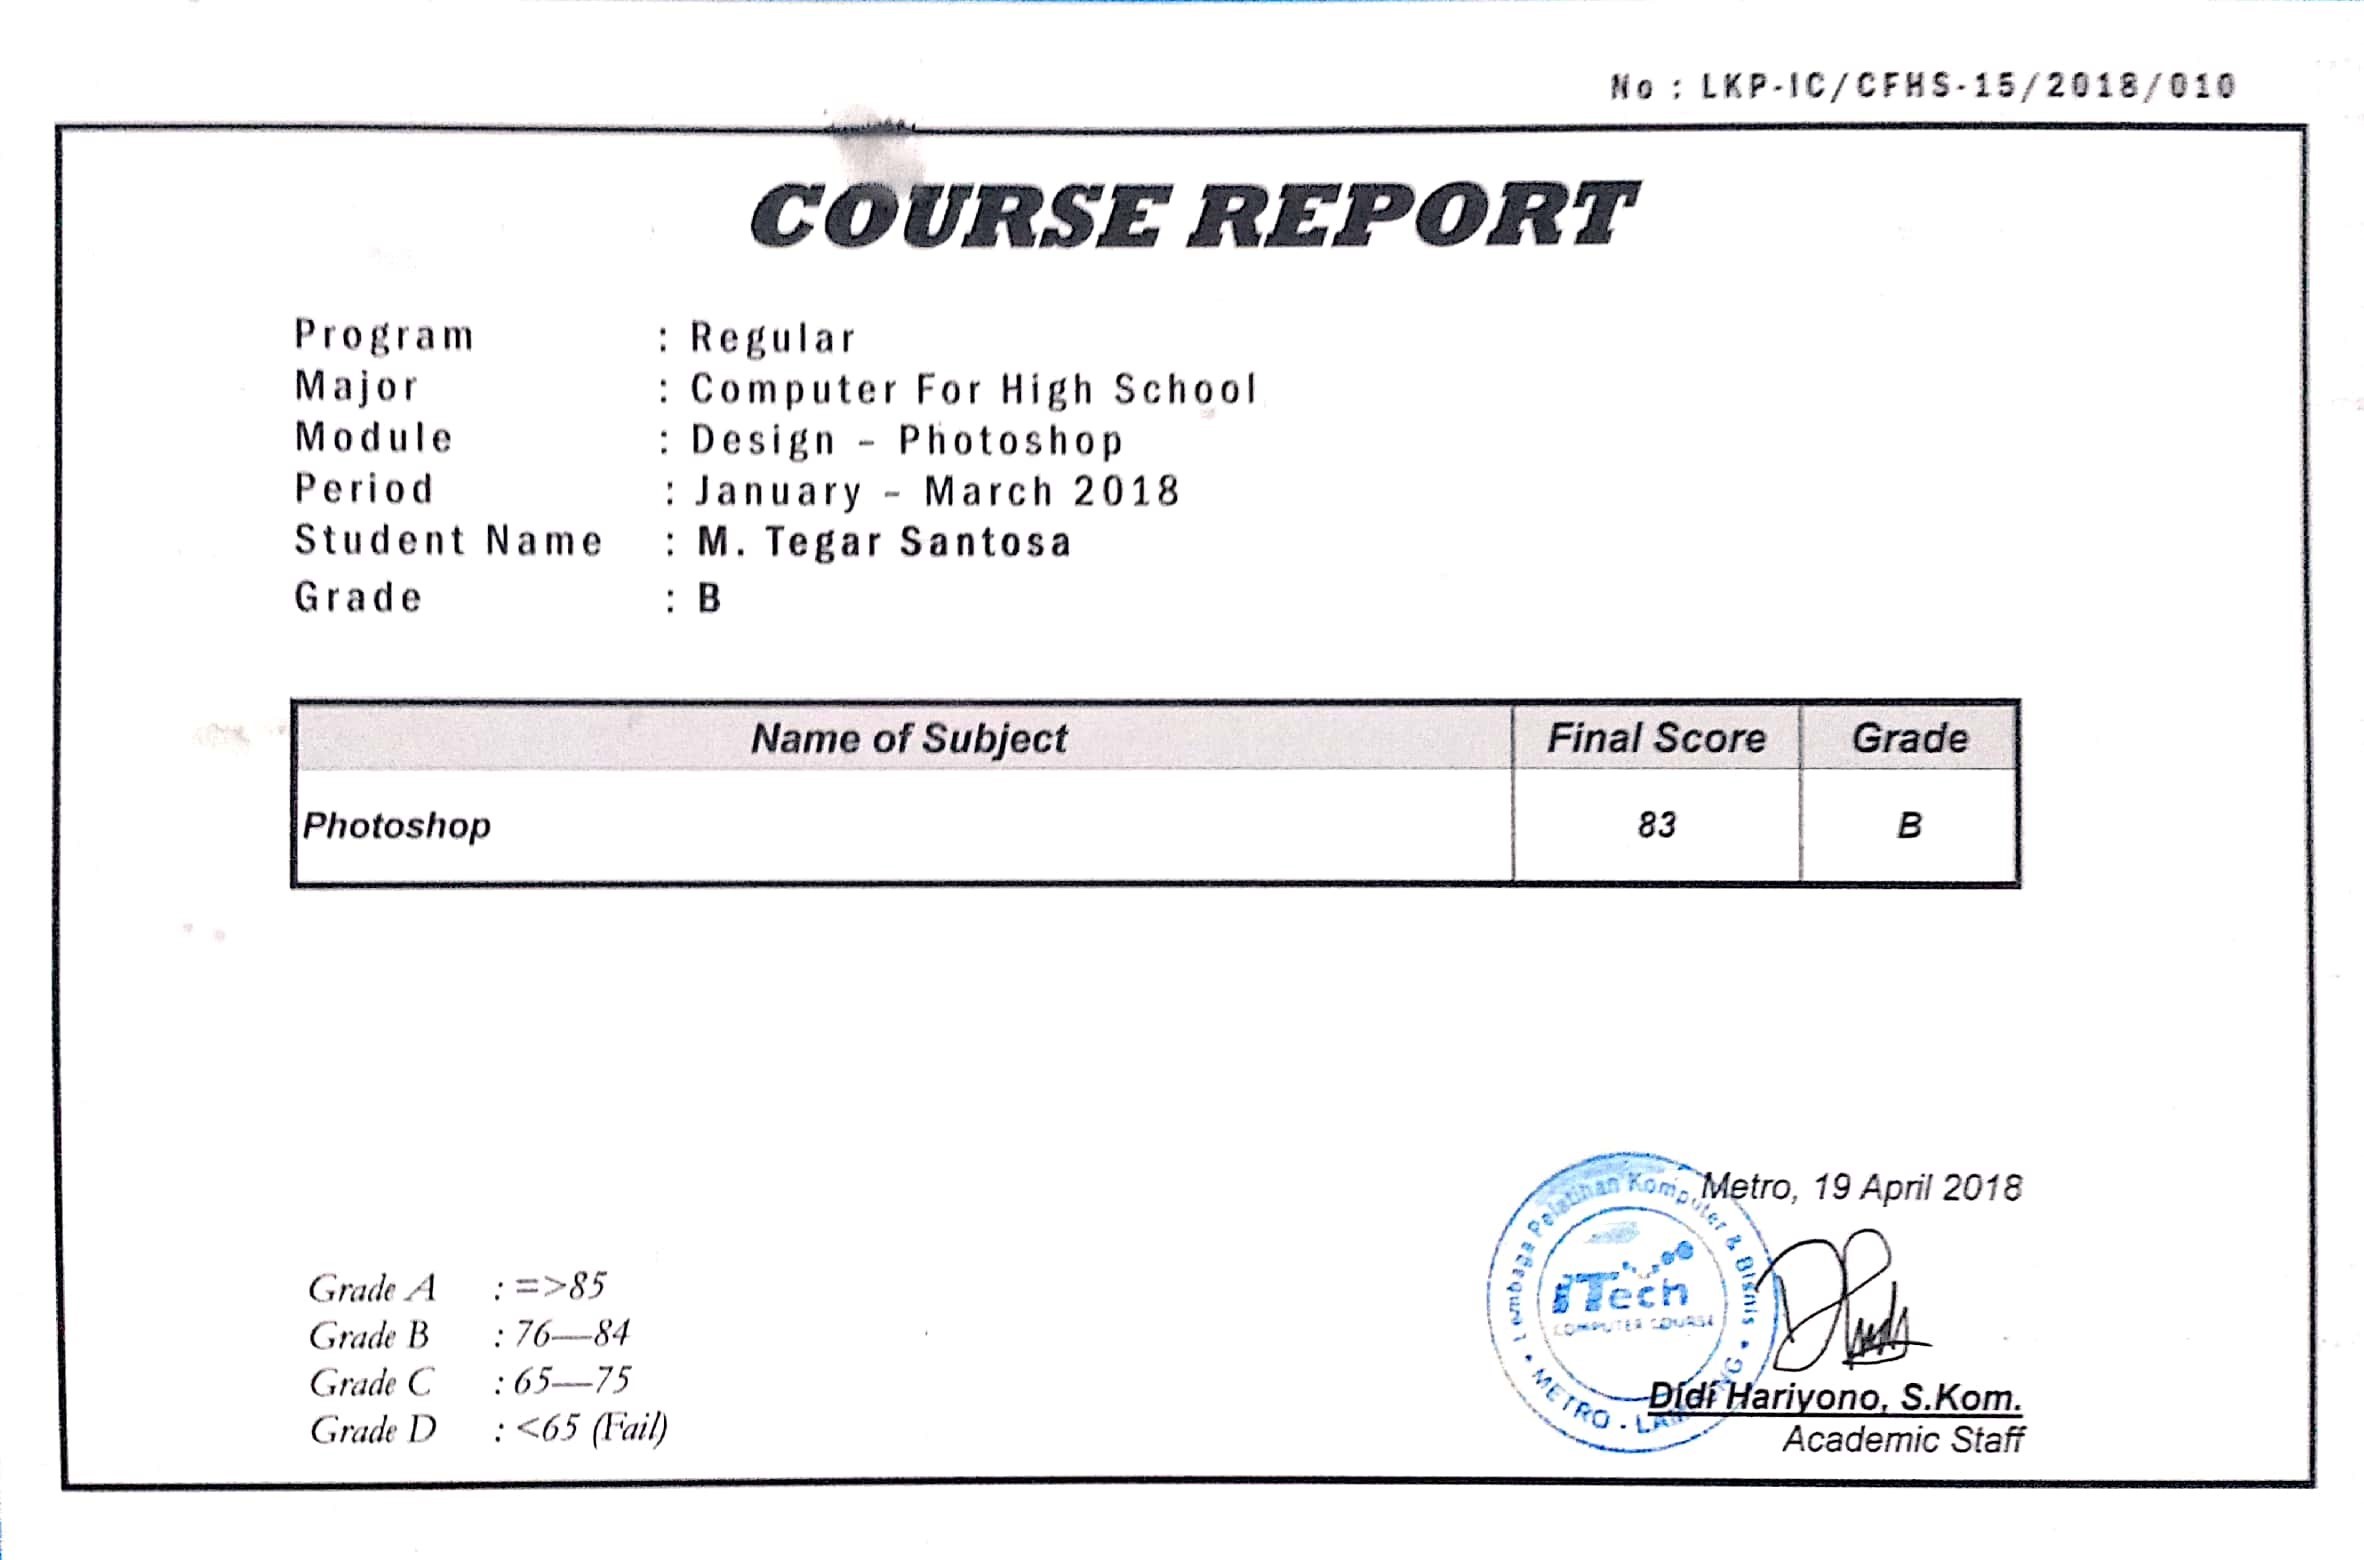 No : LKP-IC/CFHS-15/2018/010
COURSE REPORT
Program : Regular
Major : Computer For High School
Module : Design - Photoshop
Period : January - March 2018
Student Name : M. Tegar Santosa
Grade : B
Name of Subject Final Score Grade
Photoshop 83 B
Metro, 19 April 2018
Lembaga Pelatihan Komputer & Bisnis
iTech
COMPUTER COURSE
METRO - LAMPUNG
Didi Hariyono, S.Kom.
Academic Staff
Grade A : =>85
Grade B : 76—84
Grade C : 65—75
Grade D : <65 (Fail)